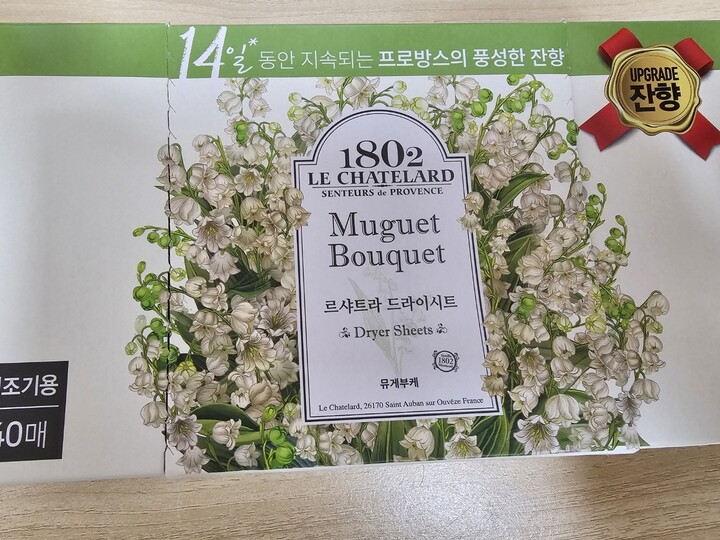 14일* 동안 지속되는 프로방스의 풍성한 잔향
UPGRADE
잔향
1802
LE CHATELARD
SENTEURS de PROVENCE
Muguet
Bouquet
르샤트라 드라이시트
Dryer Sheets
1802
뮤게부케
Le Chatelard, 26170 Saint Auban sur Ouvèze France
조기용
40매